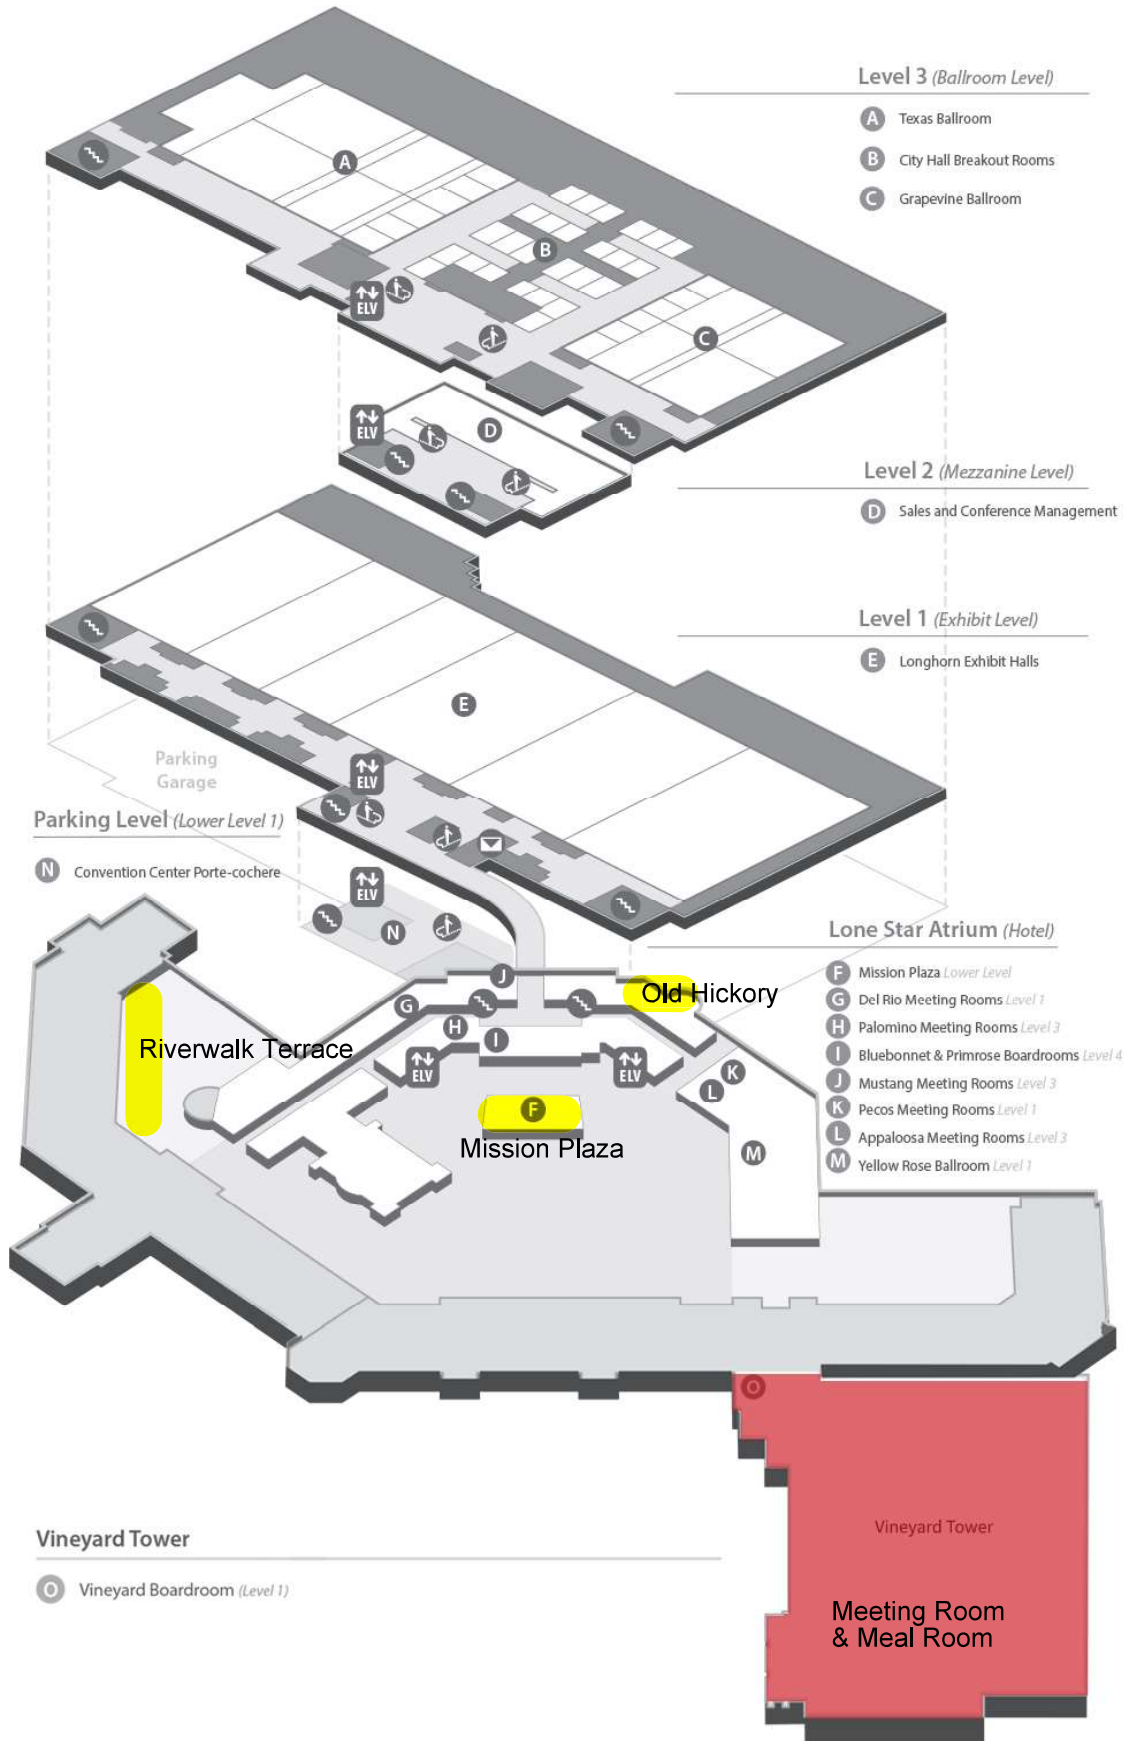 Level 3 (Ballroom Level)
A Texas Ballroom
B City Hall Breakout Rooms
C Grapevine Ballroom
A
B
ELV
C
ELV
D
Level 2 (Mezzanine Level)
D Sales and Conference Management
Level 1 (Exhibit Level)
E Longhorn Exhibit Halls
E
Parking
Garage
ELV
Parking Level (Lower Level 1)
N Convention Center Porte-cochere
ELV
N
Lone Star Atrium (Hotel)
F Mission Plaza Lower Level
G Del Rio Meeting Rooms Level 1
H Palomino Meeting Rooms Level 3
I Bluebonnet & Primrose Boardrooms Level 4
J Mustang Meeting Rooms Level 3
K Pecos Meeting Rooms Level 1
L Appaloosa Meeting Rooms Level 3
M Yellow Rose Ballroom Level 1
J
Old Hickory
G
H
I
Riverwalk Terrace
ELV
ELV
K
L
F
Mission Plaza
M
O
Vineyard Tower
Vineyard Tower
O Vineyard Boardroom (Level 1)
Meeting Room
& Meal Room